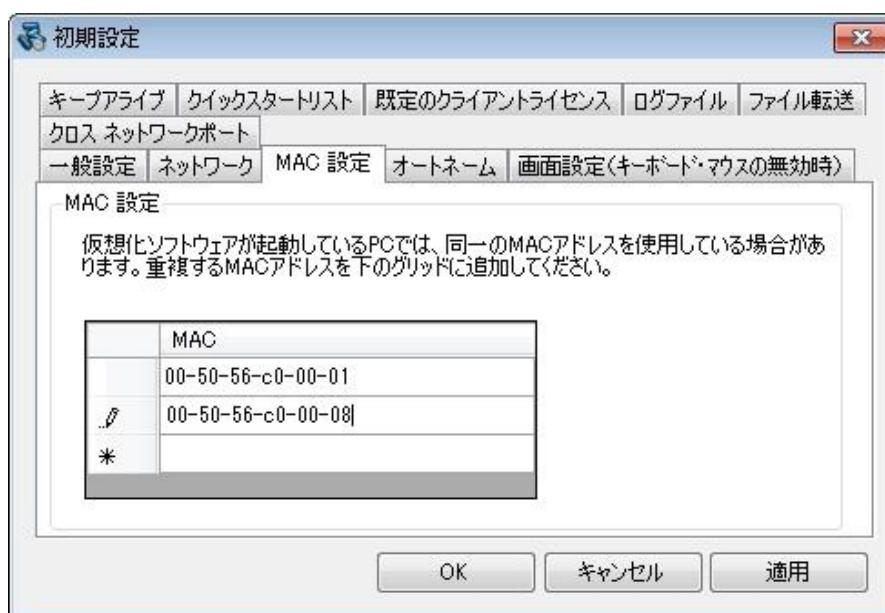 初期設定
キープアライブ クイックスタートリスト 既定のクライアントライセンス ログファイル ファイル転送
クロス ネットワークポート
一般設定 ネットワーク MAC 設定 オートネーム 画面設定(キーボード・マウスの無効時)
MAC 設定
仮想化ソフトウェアが起動しているPCでは、同一のMACアドレスを使用している場合があ
ります。重複するMACアドレスを下のグリッドに追加してください。
MAC
00-50-56-c0-00-01
00-50-56-c0-00-08
OK キャンセル 適用